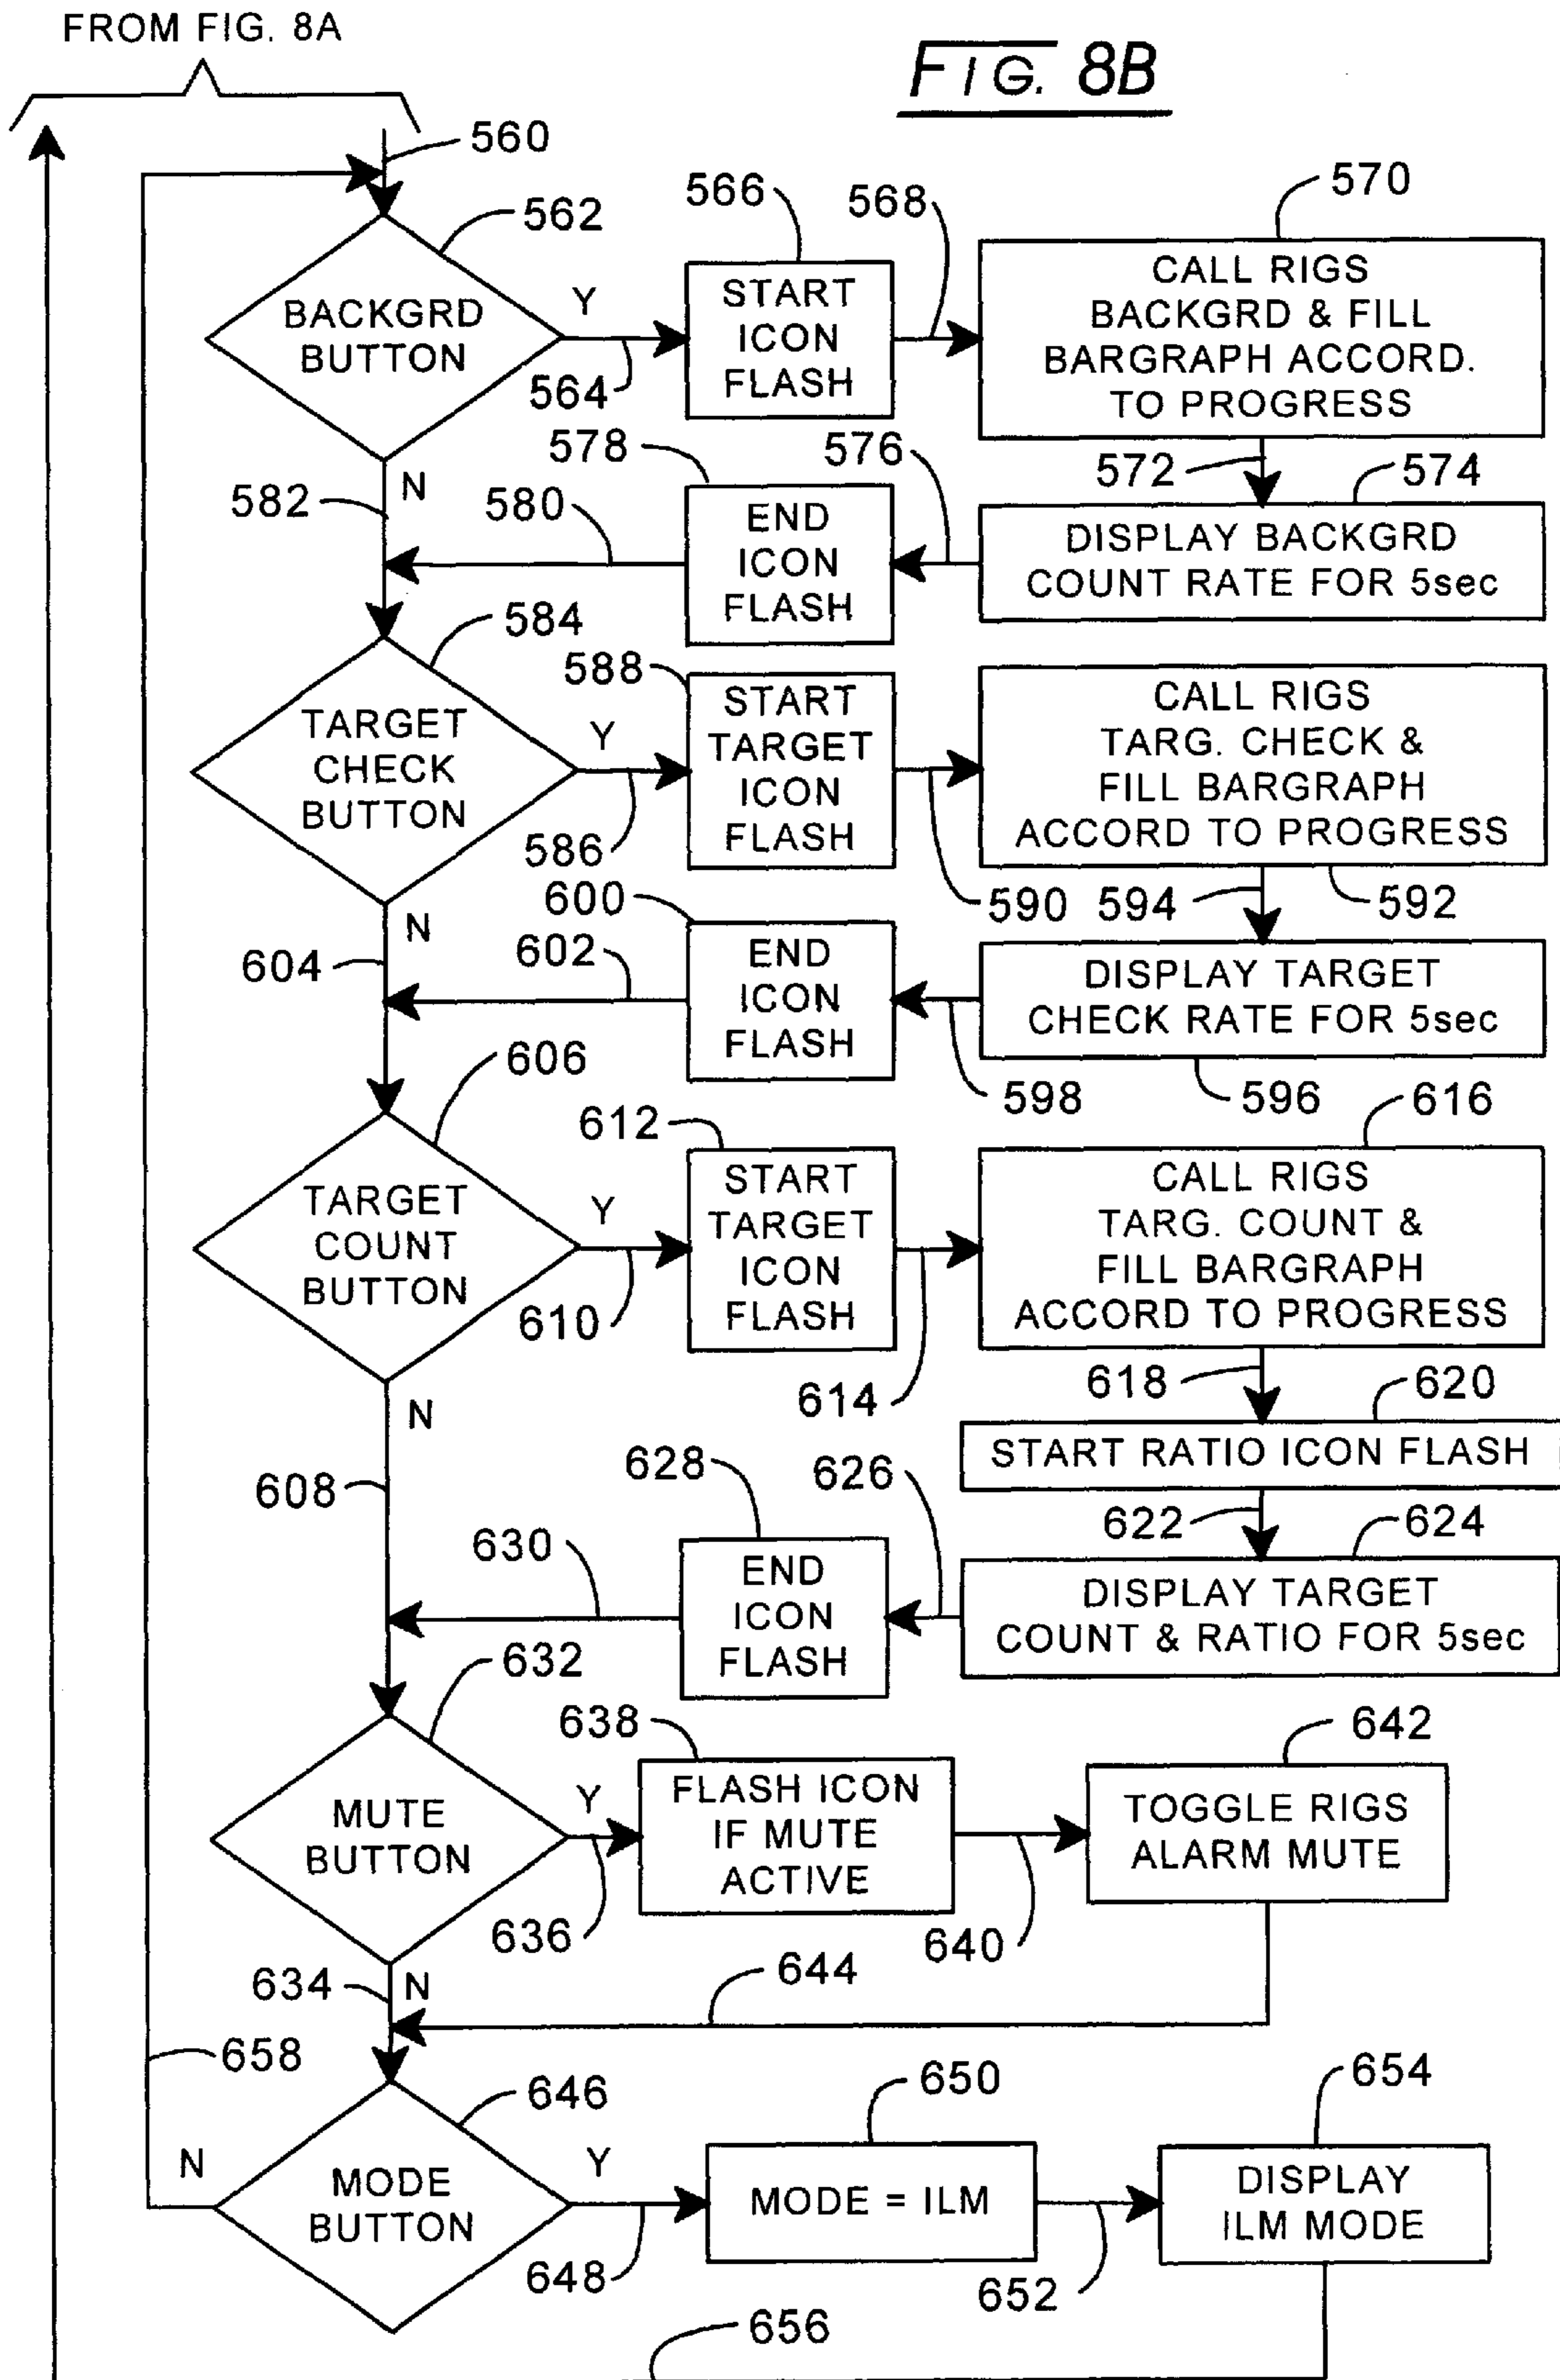 FROM FIG. 8A
FIG. 8B
560
562
566
568
570
BACKGRD
BUTTON
Y
564
START
ICON
FLASH
CALL RIGS
BACKGRD & FILL
BARGRAPH ACCORD.
TO PROGRESS
572
574
578
576
582
N
580
END
ICON
FLASH
DISPLAY BACKGRD
COUNT RATE FOR 5sec
584
588
TARGET
CHECK
BUTTON
Y
586
START
TARGET
ICON
FLASH
CALL RIGS
TARG. CHECK &
FILL BARGRAPH
ACCORD TO PROGRESS
590
594
592
600
N
604
602
END
ICON
FLASH
DISPLAY TARGET
CHECK RATE FOR 5sec
598
596
606
612
616
TARGET
COUNT
BUTTON
Y
610
START
TARGET
ICON
FLASH
614
CALL RIGS
TARG. COUNT &
FILL BARGRAPH
ACCORD TO PROGRESS
618
620
N
608
START RATIO ICON FLASH
622
624
628
626
630
END
ICON
FLASH
DISPLAY TARGET
COUNT & RATIO FOR 5sec
632
638
642
MUTE
BUTTON
Y
636
FLASH ICON
IF MUTE
ACTIVE
640
TOGGLE RIGS
ALARM MUTE
634
N
644
658
646
650
654
N
MODE
BUTTON
Y
648
MODE = ILM
652
DISPLAY
ILM MODE
656